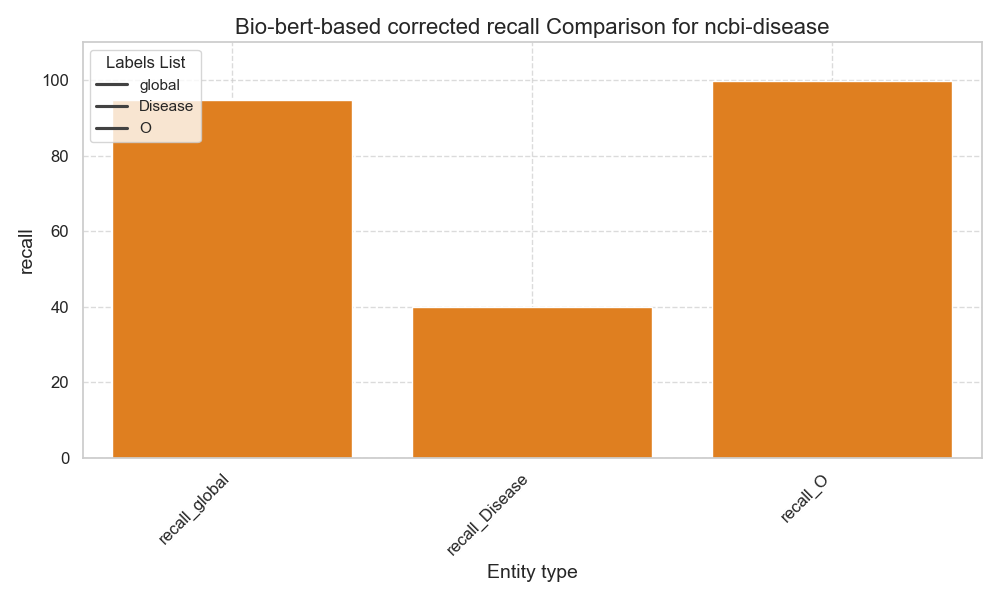 Bio-bert-based corrected recall Comparison for ncbi-disease
Labels List
global
Disease
O
100
80
60
40
20
0
recall
recall_global
recall_Disease
recall_O
Entity type